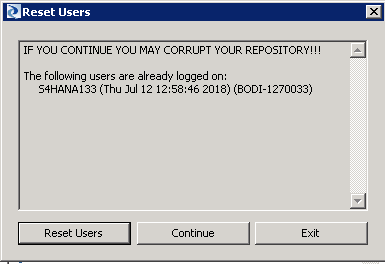 Reset Users
IF YOU CONTINUE YOU MAY CORRUPT YOUR REPOSITORY!!!
The following users are already logged on:
S4HANA133 (Thu Jul 12 12:58:46 2018) (BODI-1270033)
Reset Users
Continue
Exit